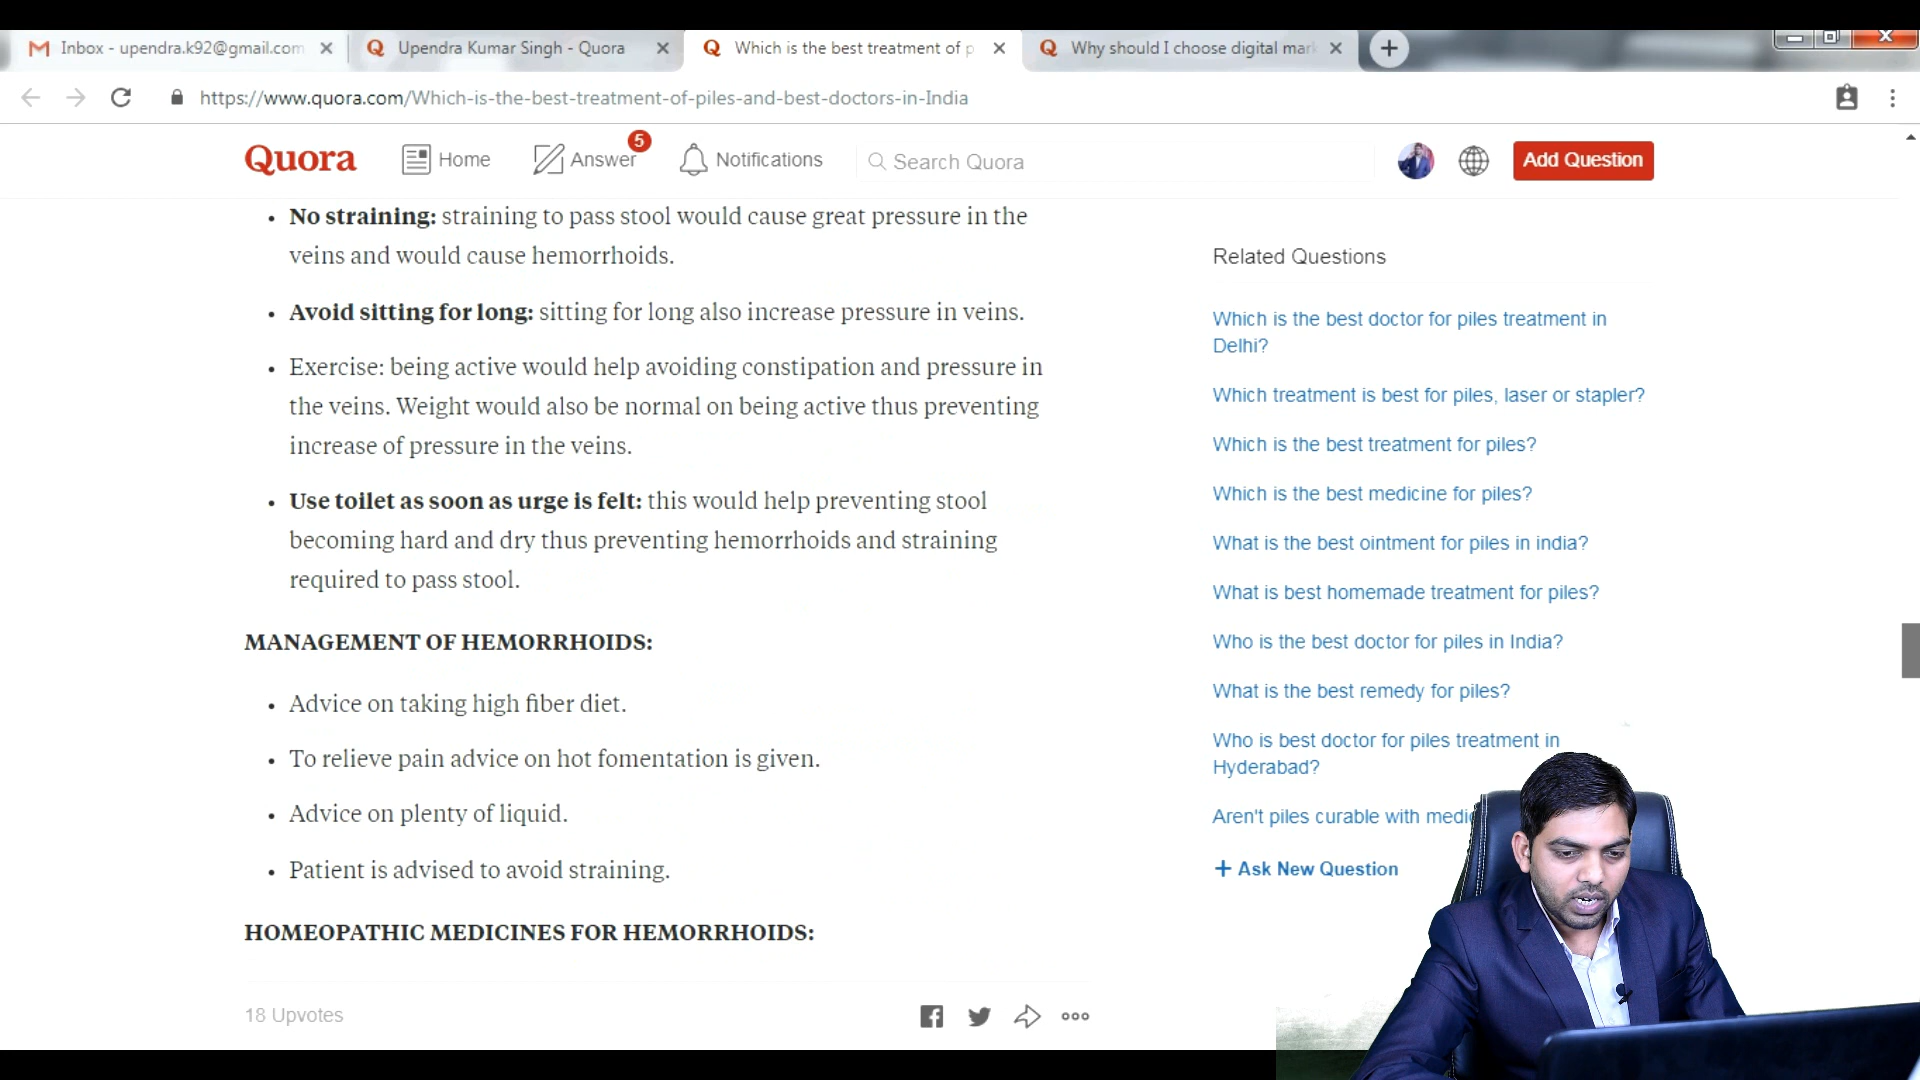 Inbox - upendra.k92@gmail.com
Upendra Kumar Singh - Quora
Which is the best treatment of p
Why should I choose digital mar
https://www.quora.com/Which-is-the-best-treatment-of-piles-and-best-doctors-in-India
Quora
Home
Answer
5
Notifications
Search Quora
Add Question
• No straining: straining to pass stool would cause great pressure in the
veins and would cause hemorrhoids.
• Avoid sitting for long: sitting for long also increase pressure in veins.
• Exercise: being active would help avoiding constipation and pressure in
the veins. Weight would also be normal on being active thus preventing
increase of pressure in the veins.
• Use toilet as soon as urge is felt: this would help preventing stool
becoming hard and dry thus preventing hemorrhoids and straining
required to pass stool.
MANAGEMENT OF HEMORRHOIDS:
• Advice on taking high fiber diet.
• To relieve pain advice on hot fomentation is given.
• Advice on plenty of liquid.
• Patient is advised to avoid straining.
HOMEOPATHIC MEDICINES FOR HEMORRHOIDS:
18 Upvotes
Related Questions
Which is the best doctor for piles treatment in
Delhi?
Which treatment is best for piles, laser or stapler?
Which is the best treatment for piles?
Which is the best medicine for piles?
What is the best ointment for piles in india?
What is best homemade treatment for piles?
Who is the best doctor for piles in India?
What is the best remedy for piles?
Who is best doctor for piles treatment in
Hyderabad?
Aren't piles curable with medic
+ Ask New Question